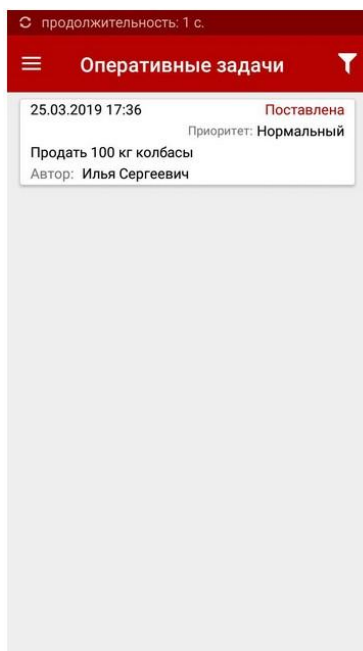 продолжительность: 1 с.
Оперативные задачи
25.03.2019 17:36 Поставлена
Приоритет: Нормальный
Продать 100 кг колбасы
Автор: Илья Сергеевич